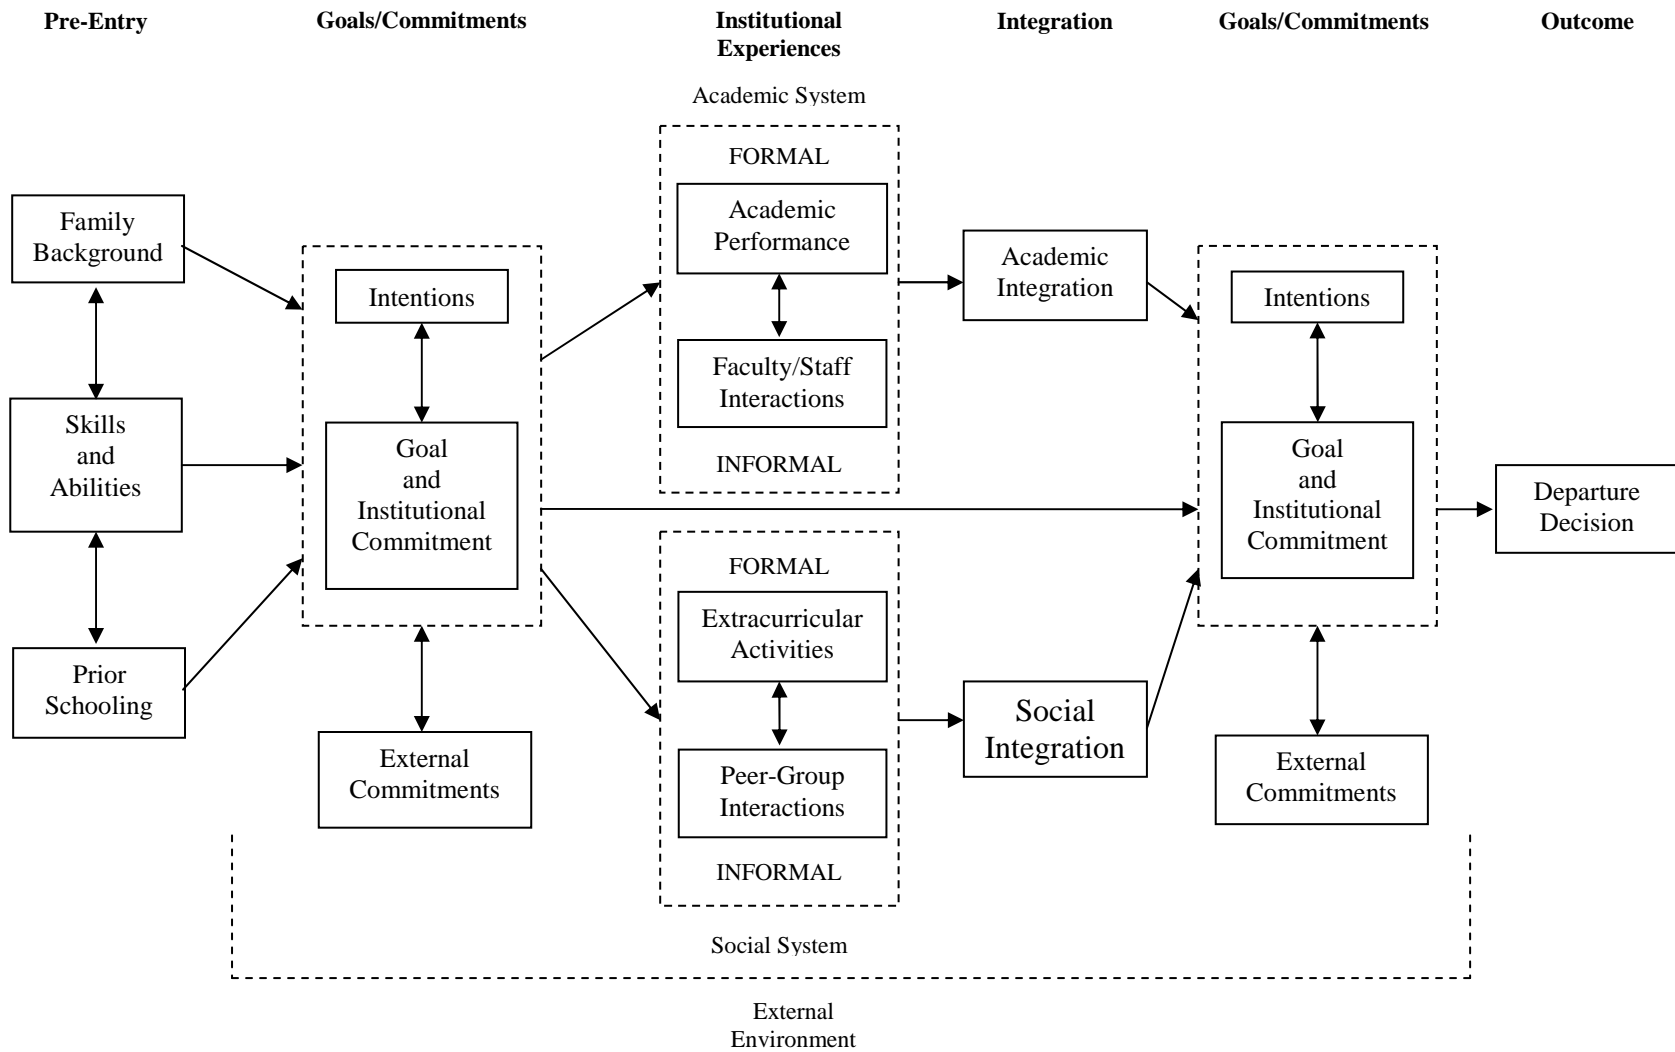 Pre-Entry
Goals/Commitments
Institutional
Experiences
Integration
Goals/Commitments
Outcome
Academic System
FORMAL
Family
Background
Academic
Performance
Academic
Integration
Intentions
Intentions
Faculty/Staff
Interactions
Skills
and
Abilities
Goal
and
Institutional
Commitment
INFORMAL
Goal
and
Institutional
Commitment
Departure
Decision
FORMAL
Extracurricular
Activities
Prior
Schooling
Social
Integration
External
Commitments
Peer-Group
Interactions
External
Commitments
INFORMAL
Social System
External
Environment